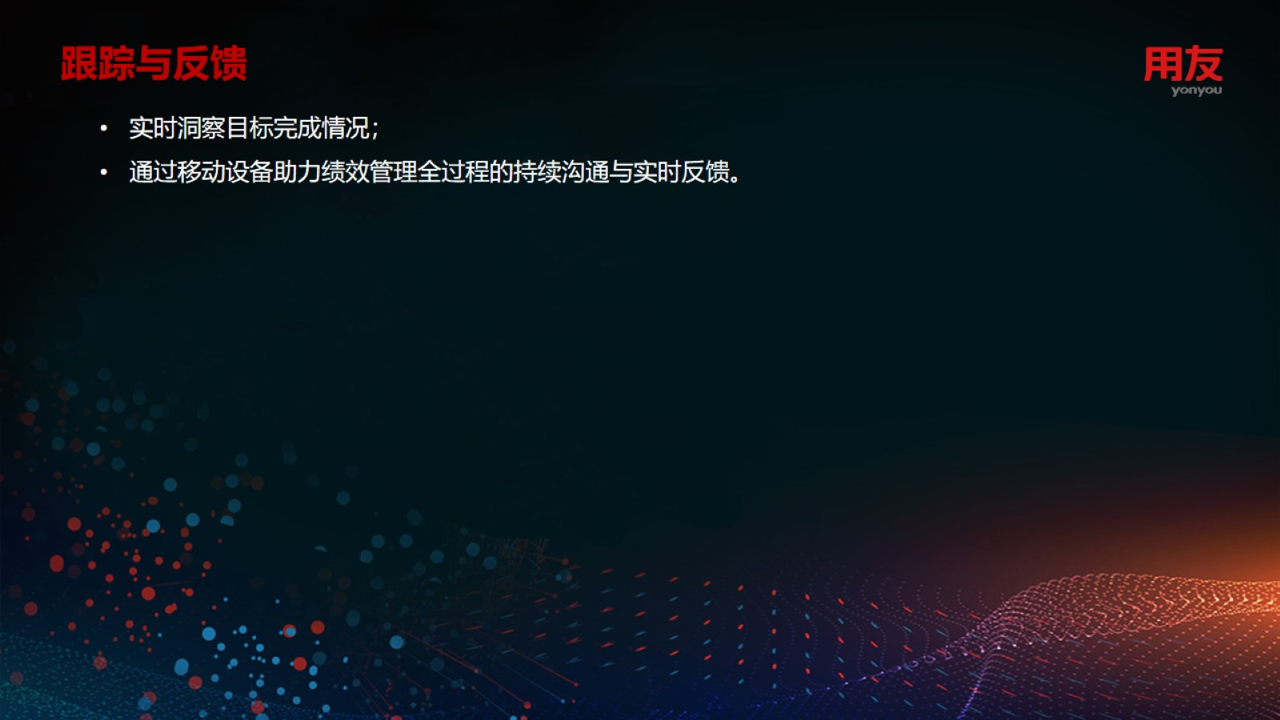 跟踪与反馈
用友
yonyou
• 实时洞察目标完成情况；
• 通过移动设备助力绩效管理全过程的持续沟通与实时反馈。